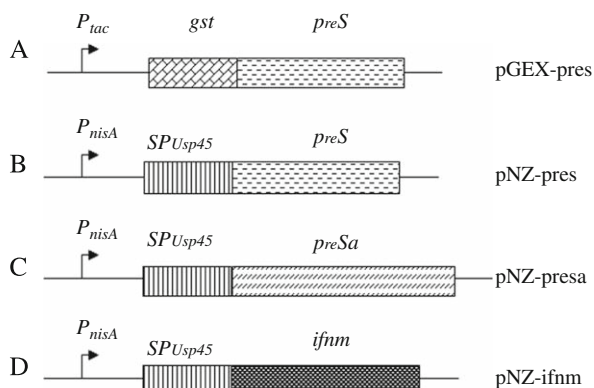 P_tac gst preS
A pGEX-pres
P_nisA SP_Usp45 preS
B pNZ-pres
P_nisA SP_Usp45 preSa
C pNZ-presa
P_nisA SP_Usp45 ifnm
D pNZ-ifnm